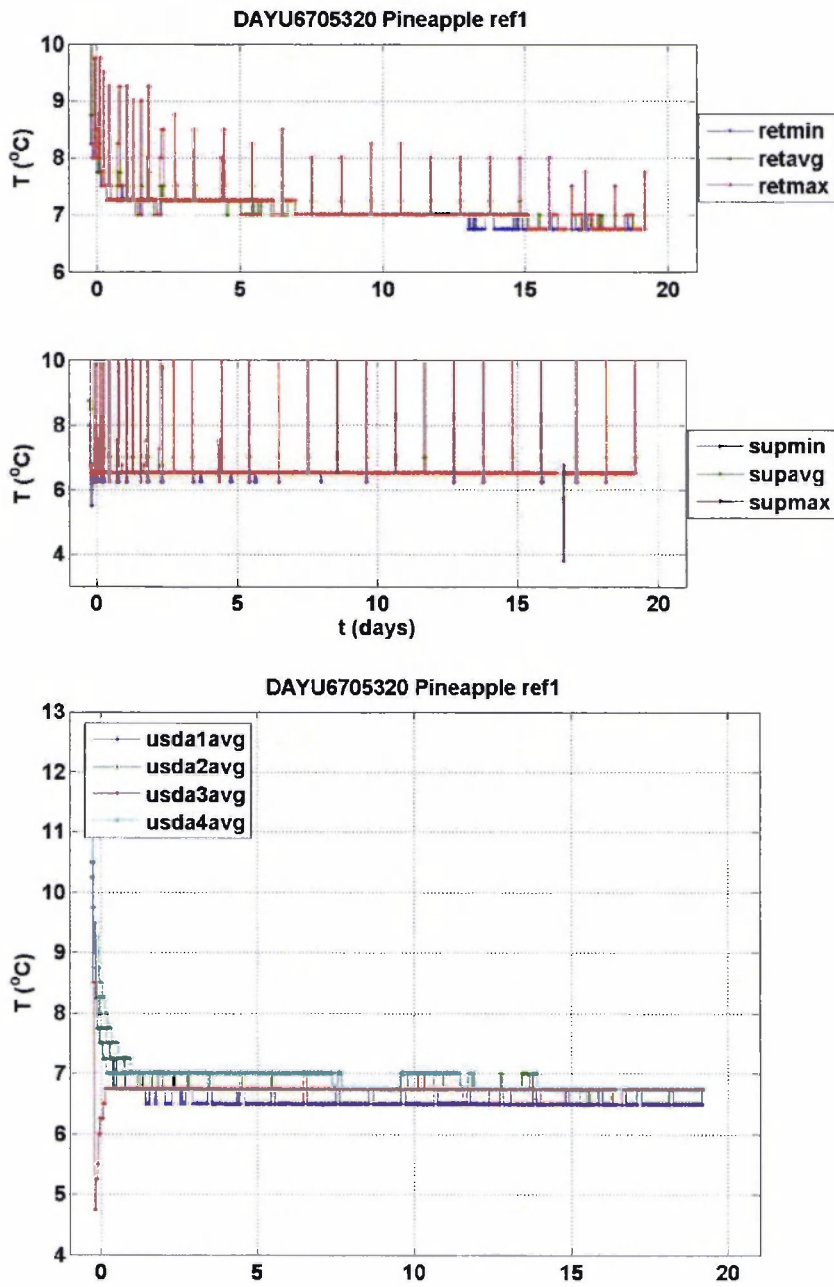 DAYU6705320 Pineapple ref1
10
9
8
7
6
T (°C)
0 5 10 15 20
retmin
retavg
retmax
10
8
6
4
T (°C)
0 5 10 15 20
t (days)
supmin
supavg
supmax
DAYU6705320 Pineapple ref1
13
12
11
10
9
8
7
6
5
4
T (°C)
0 5 10 15 20
usda1avg
usda2avg
usda3avg
usda4avg